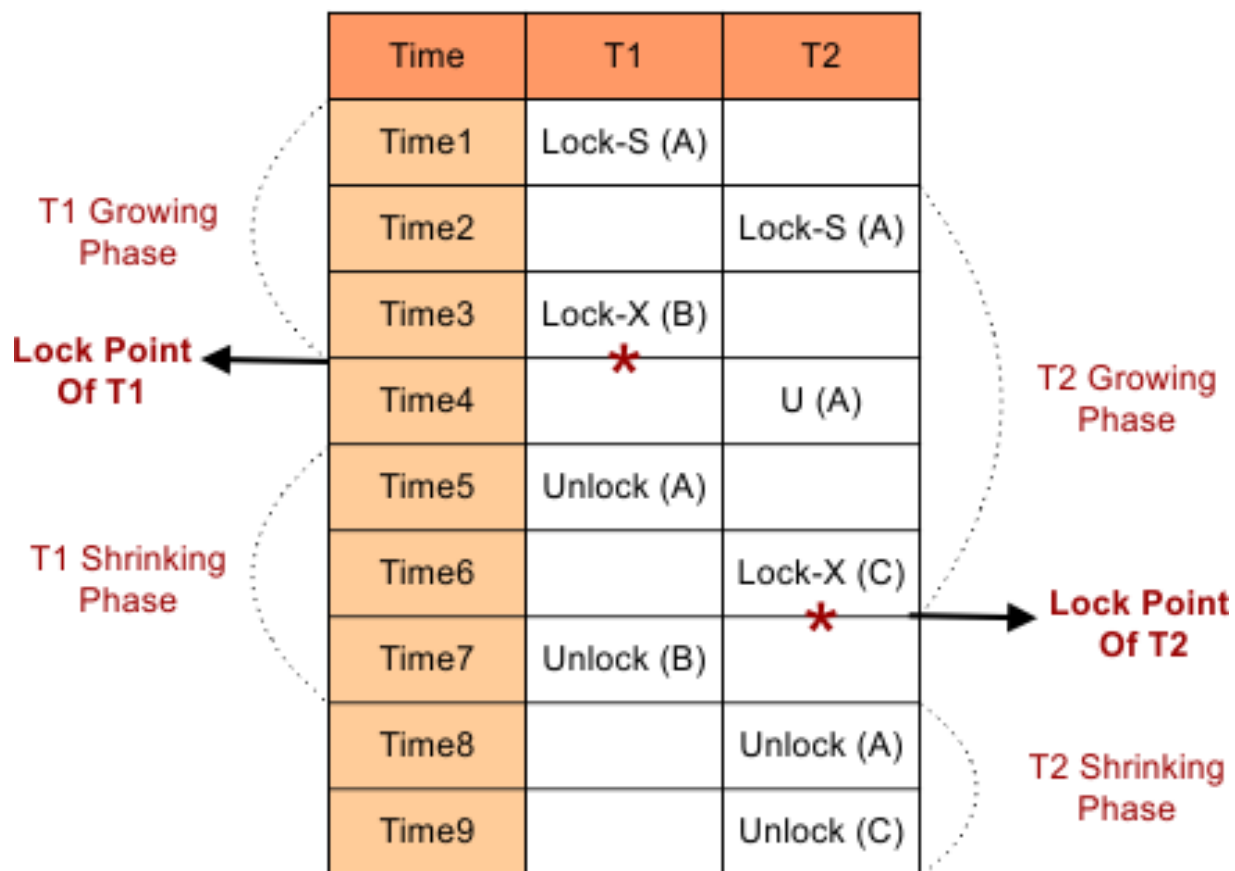 Time T1 T2
Time1 Lock-S (A)
T1 Growing
Phase
Time2 Lock-S (A)
Time3 Lock-X (B)
Lock Point
Of T1
*
Time4 U (A)
T2 Growing
Phase
Time5 Unlock (A)
T1 Shrinking
Phase
Time6 Lock-X (C)
*
Lock Point
Of T2
Time7 Unlock (B)
Time8 Unlock (A)
T2 Shrinking
Phase
Time9 Unlock (C)